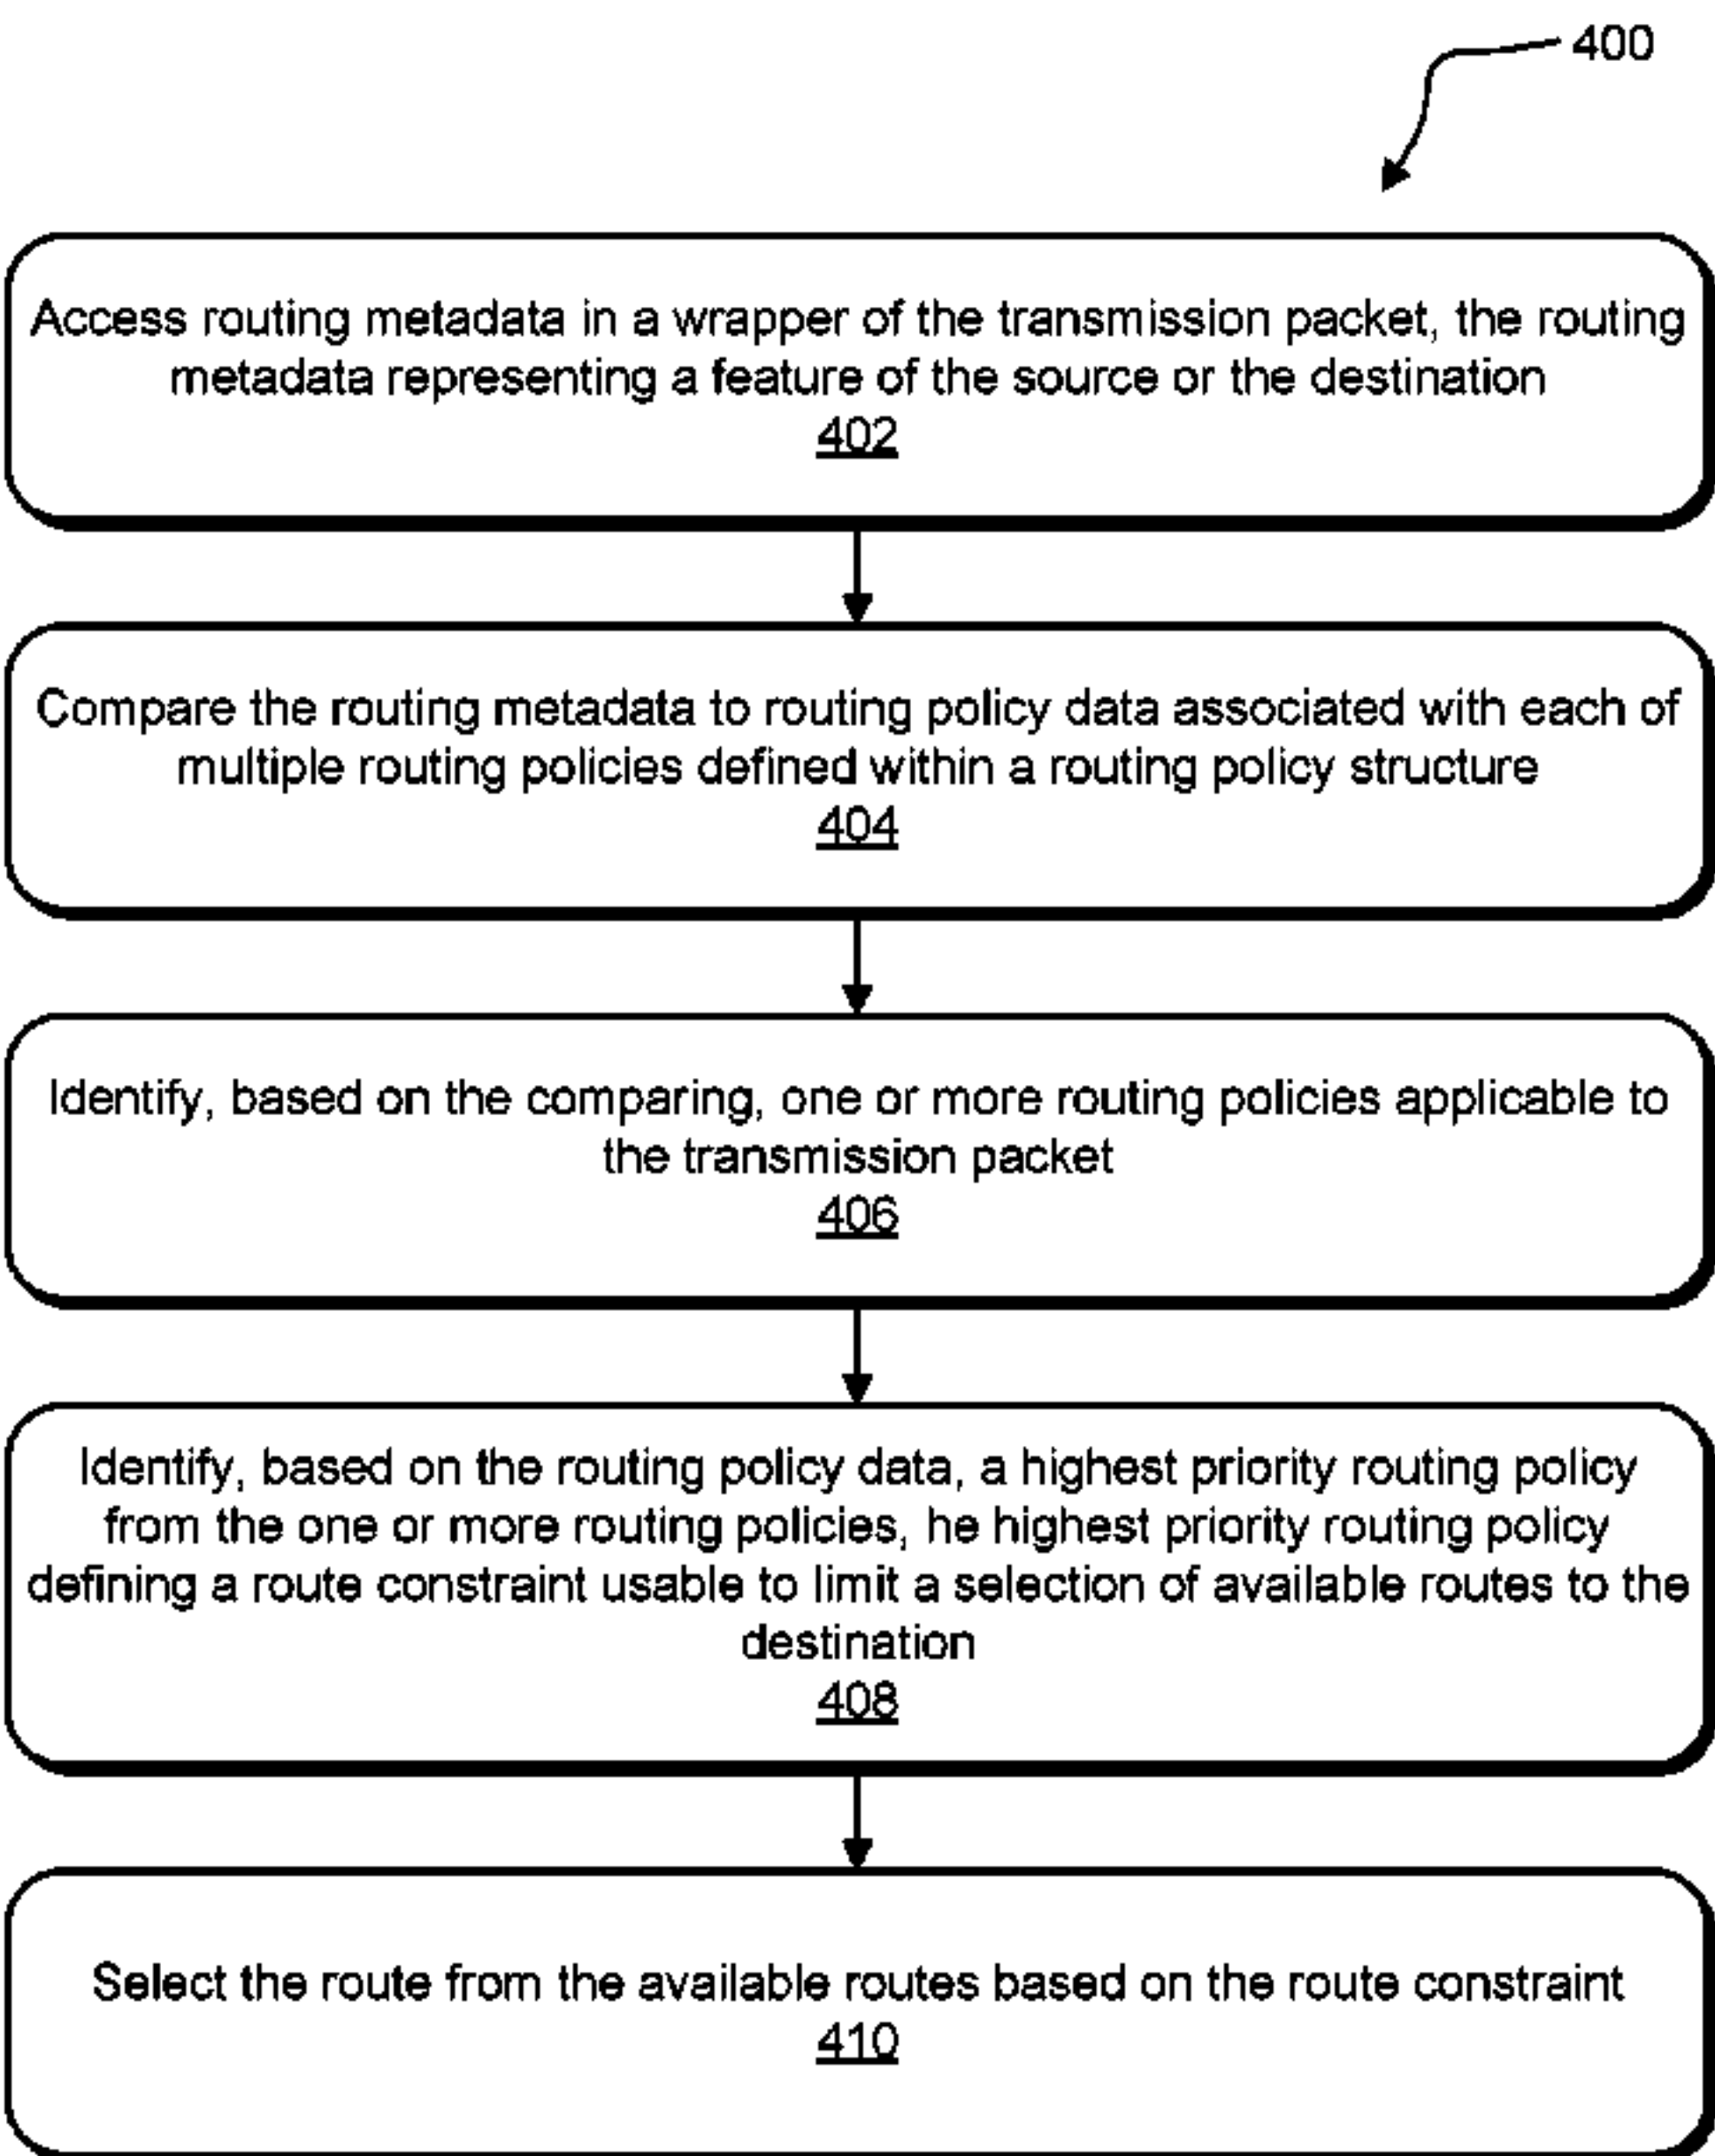 400
Access routing metadata in a wrapper of the transmission packet, the routing
metadata representing a feature of the source or the destination
402
Compare the routing metadata to routing policy data associated with each of
multiple routing policies defined within a routing policy structure
404
Identify, based on the comparing, one or more routing policies applicable to
the transmission packet
406
Identify, based on the routing policy data, a highest priority routing policy
from the one or more routing policies, he highest priority routing policy
defining a route constraint usable to limit a selection of available routes to the
destination
408
Select the route from the available routes based on the route constraint
410